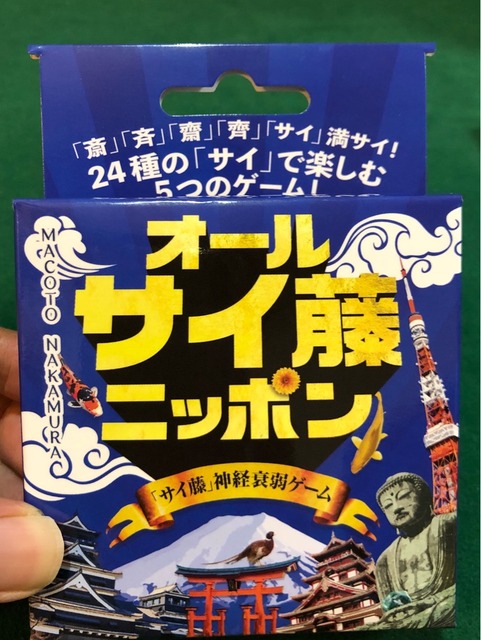 「斎」「斉」「齋」「齊」「サイ」満サイ!
24種の「サイ」で楽しむ
5つのゲーム!
MACOTO NAKAMURA
オール
サイ藤
ニッポン
「サイ藤」神経衰弱ゲーム